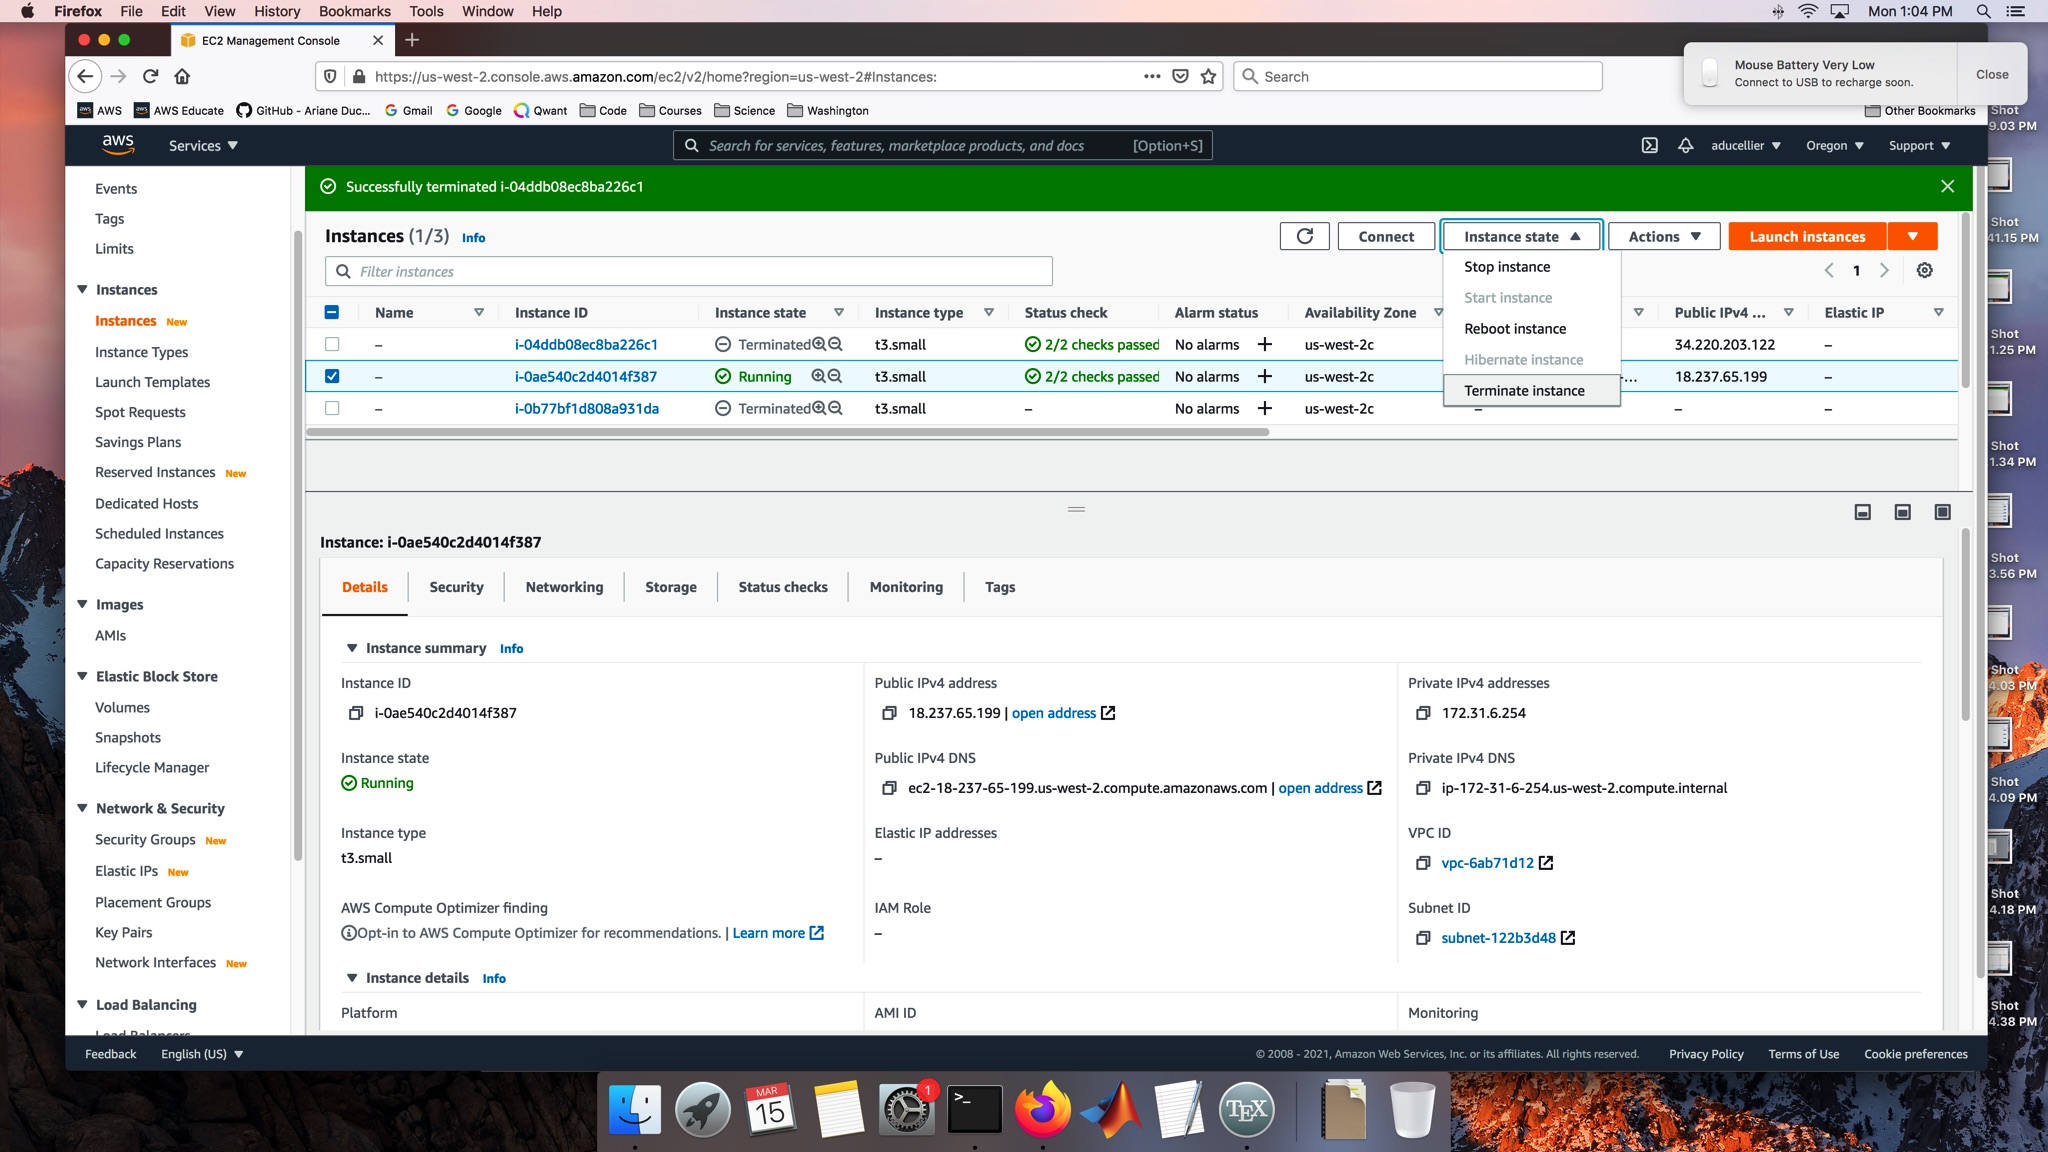 Firefox File Edit View History Bookmarks Tools Window Help Mon 1:04 PM
EC2 Management Console
Mouse Battery Very Low
Connect to USB to recharge soon.
Close
https://us-west-2.console.aws.amazon.com/ec2/v2/home?region=us-west-2#Instances: Search
AWS AWS Educate GitHub - Ariane Duc... Gmail Google Qwant Code Courses Science Washington Other Bookmarks
aws Services Search for services, features, marketplace products, and docs [Option+S] aducellier Oregon Support
Events
Tags
Limits
Instances
Instances New
Instance Types
Launch Templates
Spot Requests
Savings Plans
Reserved Instances New
Dedicated Hosts
Scheduled Instances
Capacity Reservations
Images
AMIs
Elastic Block Store
Volumes
Snapshots
Lifecycle Manager
Network & Security
Security Groups New
Elastic IPs New
Placement Groups
Key Pairs
Network Interfaces New
Load Balancing
Load Balancers
Successfully terminated i-04ddb08ec8ba226c1
Instances (1/3) Info Connect Instance state Actions Launch instances
Filter instances
1
Stop instance
Start instance
Reboot instance
Hibernate instance
Terminate instance
Name Instance ID Instance state Instance type Status check Alarm status Availability Zone Public IPv4 ... Elastic IP
– i-04ddb08ec8ba226c1 Terminated t3.small 2/2 checks passed No alarms + us-west-2c 34.220.203.122 –
– i-0ae540c2d4014f387 Running t3.small 2/2 checks passed No alarms + us-west-2c ... 18.237.65.199 –
– i-0b77bf1d808a931da Terminated t3.small – No alarms + us-west-2c – – –
Instance: i-0ae540c2d4014f387
Details Security Networking Storage Status checks Monitoring Tags
Instance summary Info
Instance ID
i-0ae540c2d4014f387
Public IPv4 address
18.237.65.199 | open address
Private IPv4 addresses
172.31.6.254
Instance state
Running
Public IPv4 DNS
ec2-18-237-65-199.us-west-2.compute.amazonaws.com | open address
Private IPv4 DNS
ip-172-31-6-254.us-west-2.compute.internal
Instance type
t3.small
Elastic IP addresses
–
VPC ID
vpc-6ab71d12
AWS Compute Optimizer finding
Opt-in to AWS Compute Optimizer for recommendations. | Learn more
IAM Role
–
Subnet ID
subnet-122b3d48
Instance details Info
Platform AMI ID Monitoring
Feedback English (US) © 2008 - 2021, Amazon Web Services, Inc. or its affiliates. All rights reserved. Privacy Policy Terms of Use Cookie preferences
Shot
9.03 PM
Shot
41.15 PM
Shot
1.25 PM
Shot
1.34 PM
Shot
3.56 PM
Shot
4.03 PM
Shot
4.09 PM
Shot
4.18 PM
Shot
4.38 PM
MAR
15
1
>_
TEX